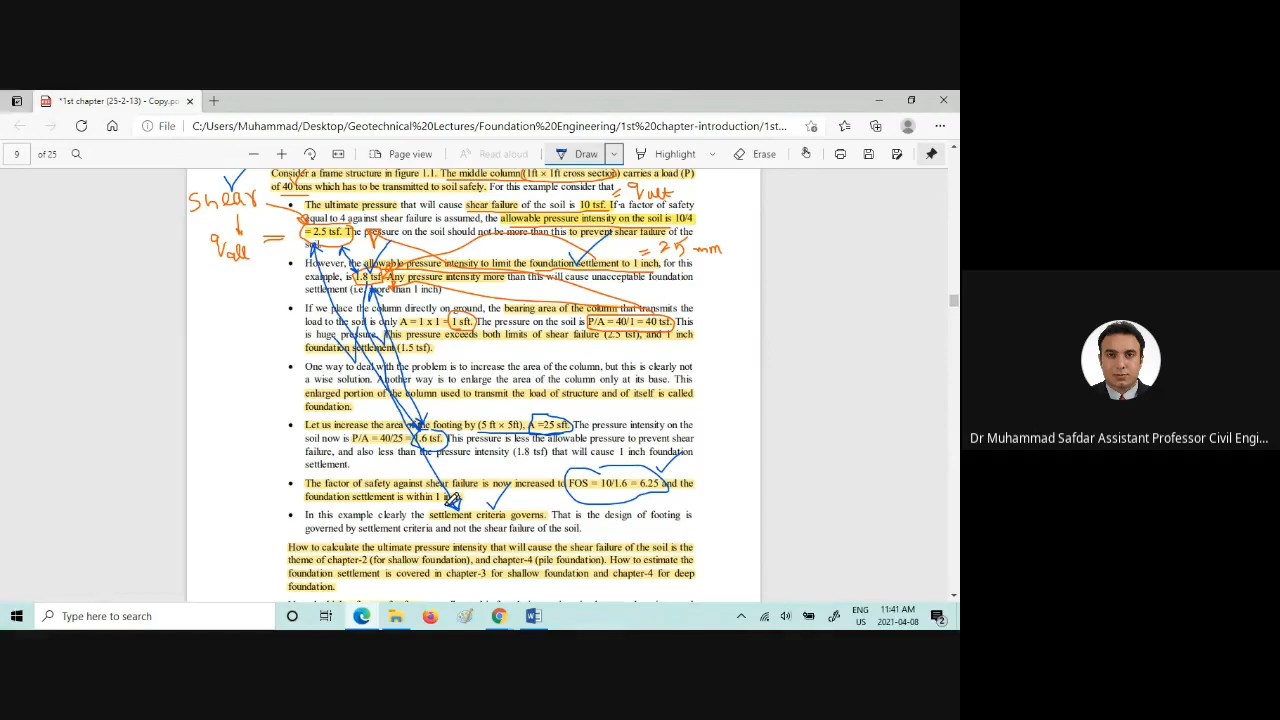 *1st chapter (25-2-13) - Copy.pd
File
C:/Users/Muhammad/Desktop/Geotechnical%20Lectures/Foundation%20Engineering/1st%20chapter-introduction/1st...
9 of 25
Page view
Read aloud
Draw
Highlight
Erase
Consider a frame structure in figure 1.1. The middle column (1ft × 1ft cross section) carries a load (P)
of 40 tons which has to be transmitted to soil safely. For this example consider that
= qult
Shear
The ultimate pressure that will cause shear failure of the soil is 10 tsf. If a factor of safety
equal to 4 against shear failure is assumed, the allowable pressure intensity on the soil is 10/4
= 2.5 tsf. The pressure on the soil should not be more than this to prevent shear failure of the
soil.
qall =
= 25 mm
However, the allowable pressure intensity to limit the foundation settlement to 1 inch, for this
example, is 1.8 tsf. Any pressure intensity more than this will cause unacceptable foundation
settlement (i.e. more than 1 inch)
If we place the column directly on ground, the bearing area of the column that transmits the
load to the soil is only A = 1 x 1 = 1 sft. The pressure on the soil is P/A = 40/1 = 40 tsf. This
is huge pressure. This pressure exceeds both limits of shear failure (2.5 tsf), and 1 inch
foundation settlement (1.5 tsf).
One way to deal with the problem is to increase the area of the column, but this is clearly not
a wise solution. Another way is to enlarge the area of the column only at its base. This
enlarged portion of the column used to transmit the load of structure and of itself is called
foundation.
Let us increase the area of the footing by (5 ft × 5ft), A =25 sft. The pressure intensity on the
soil now is P/A = 40/25 = 1.6 tsf. This pressure is less the allowable pressure to prevent shear
failure, and also less than the pressure intensity (1.8 tsf) that will cause 1 inch foundation
settlement.
The factor of safety against shear failure is now increased to FOS = 10/1.6 = 6.25 and the
foundation settlement is within 1
In this example clearly the settlement criteria governs. That is the design of footing is
governed by settlement criteria and not the shear failure of the soil.
How to calculate the ultimate pressure intensity that will cause the shear failure of the soil is the
theme of chapter-2 (for shallow foundation), and chapter-4 (pile foundation). How to estimate the
foundation settlement is covered in chapter-3 for shallow foundation and chapter-4 for deep
foundation.
Dr Muhammad Safdar Assistant Professor Civil Engi...
Type here to search
ENG
US
11:41 AM
2021-04-08
2